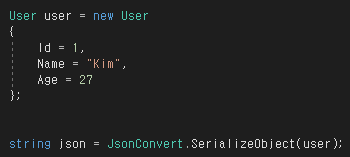 User user = new User
{
    Id = 1,
    Name = "Kim",
    Age = 27
};
string json = JsonConvert.SerializeObject(user);